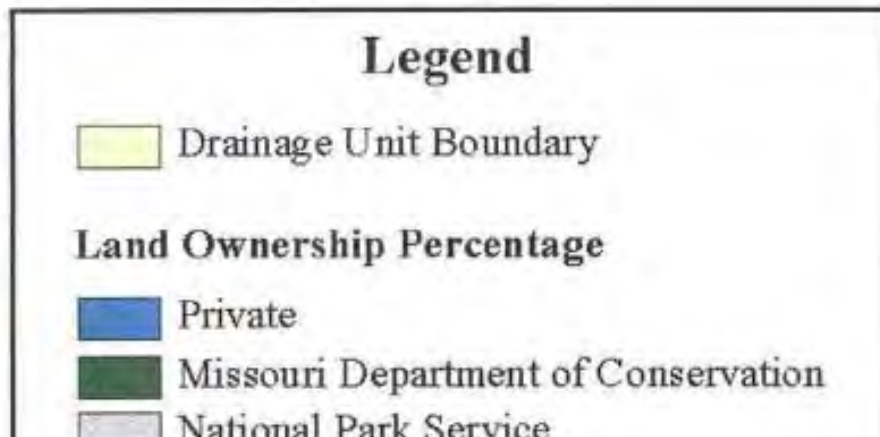 Legend
Drainage Unit Boundary
Land Ownership Percentage
Private
Missouri Department of Conservation
National Park Service